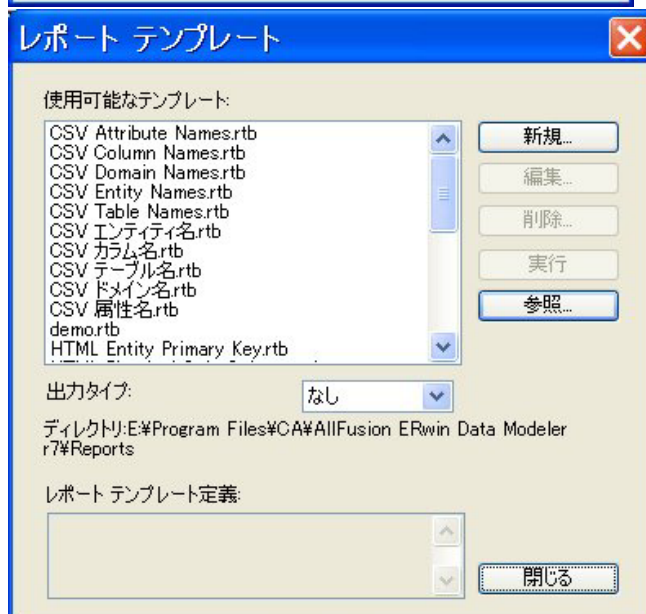 レポート テンプレート
使用可能なテンプレート:
CSV Attribute Names.rtb
CSV Column Names.rtb
CSV Domain Names.rtb
CSV Entity Names.rtb
CSV Table Names.rtb
CSV エンティティ名.rtb
CSV カラム名.rtb
CSV テーブル名.rtb
CSV ドメイン名.rtb
CSV 属性名.rtb
demo.rtb
HTML Entity Primary Key.rtb
新規...
編集...
削除...
実行
参照...
出力タイプ:
なし
ディレクトリ:E:¥Program Files¥CA¥AllFusion ERwin Data Modeler
r7¥Reports
レポート テンプレート定義:
閉じる